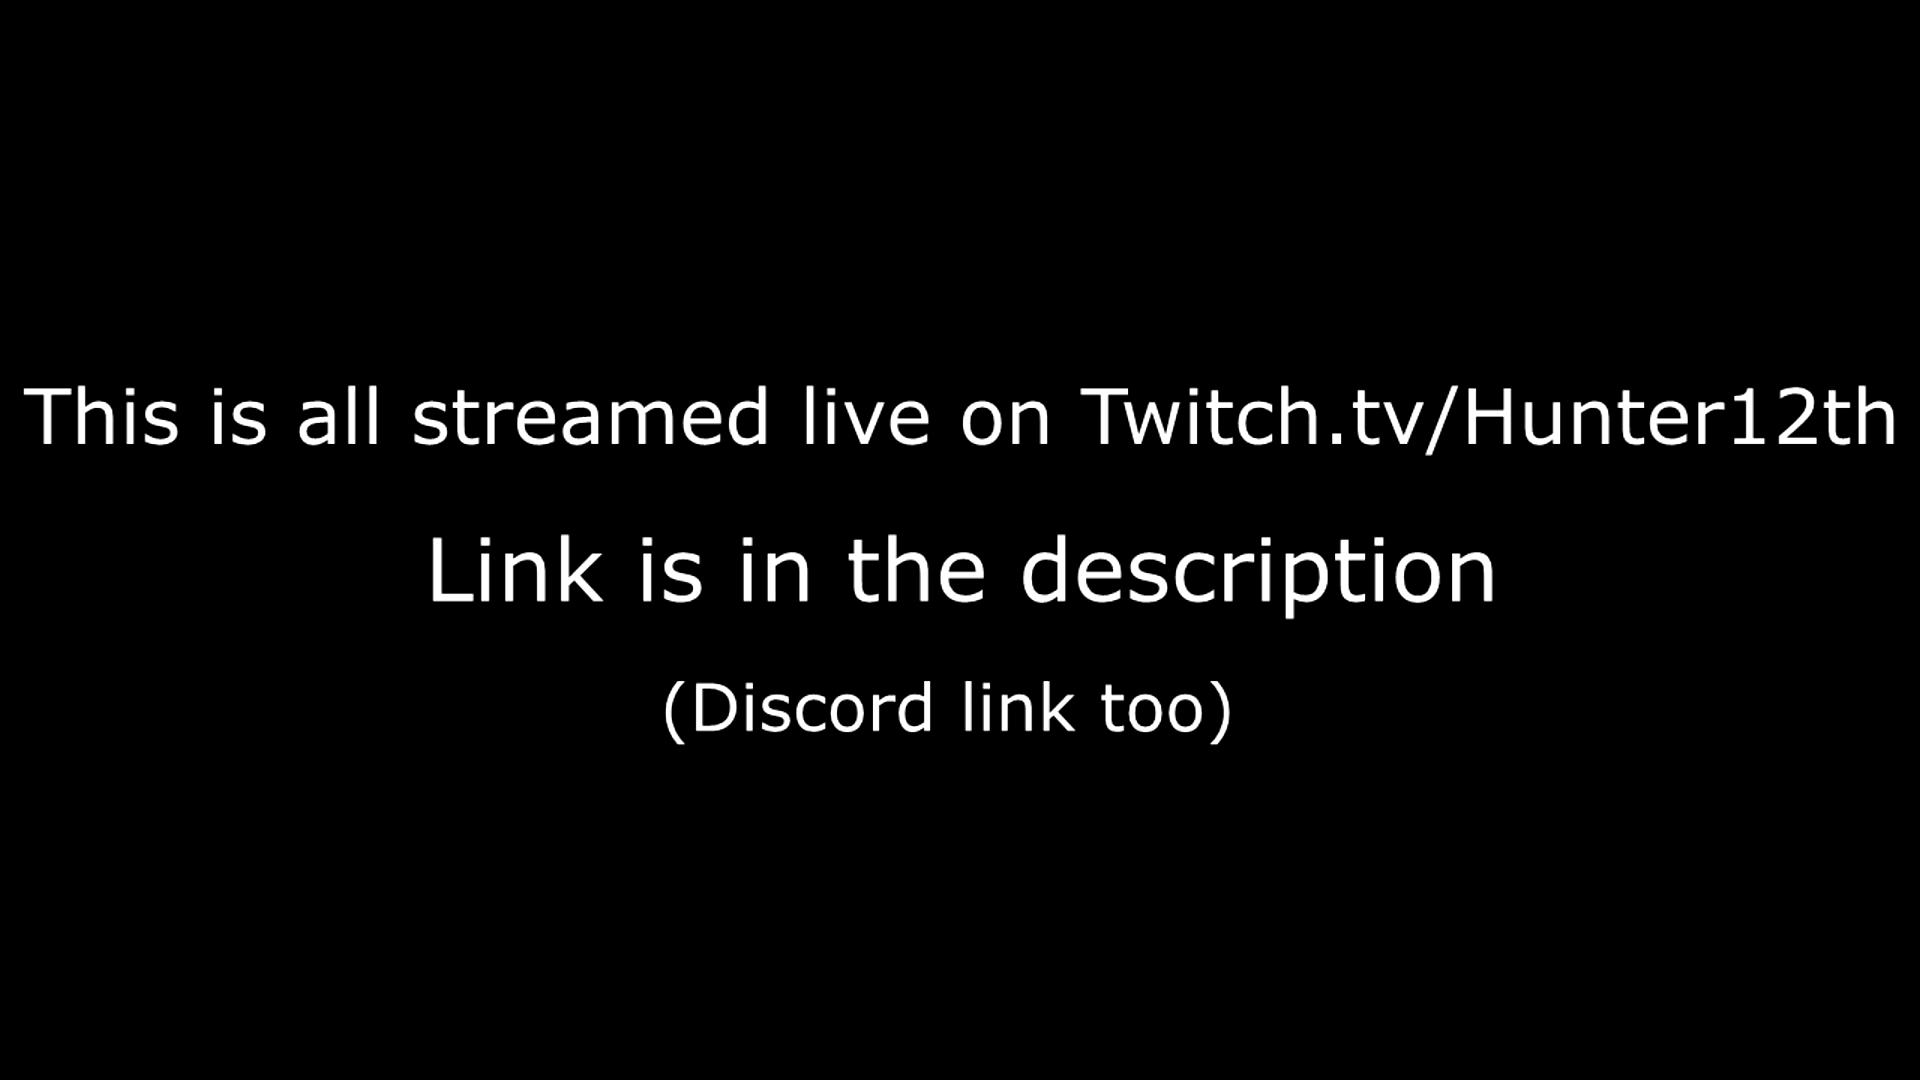 This is all streamed live on Twitch.tv/Hunter12th
Link is in the description
(Discord link too)